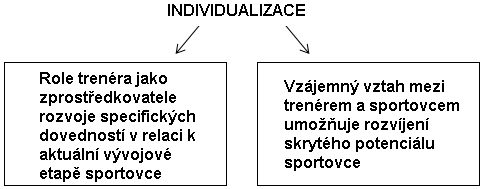 INDIVIDUALIZACE
Role trenéra jako
zprostředkovatele
rozvoje specifických
dovedností v relaci k
aktuální vývojové
etapě sportovce
Vzájemný vztah mezi
trenérem a sportovcem
umožňuje rozvíjení
skrytého potenciálu
sportovce